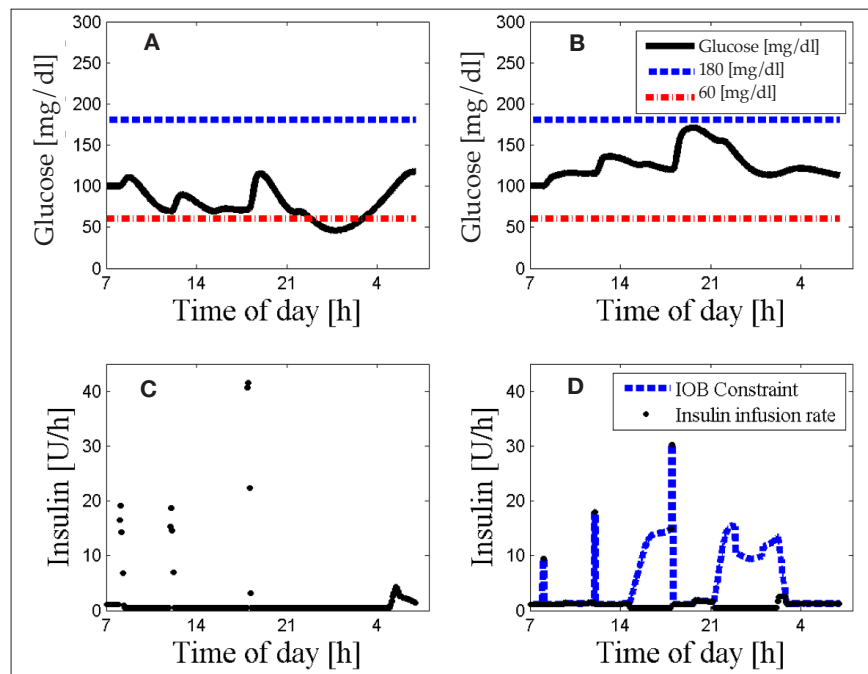 A
300
250
200
150
100
50
0
Glucose [mg/dl]
7
14
21
4
Time of day [h]
B
Glucose [mg/dl]
180 [mg/dl]
60 [mg/dl]
300
250
200
150
100
50
0
Glucose [mg/dl]
7
14
21
4
Time of day [h]
C
40
30
20
10
0
Insulin [U/h]
7
14
21
4
Time of day [h]
D
IOB Constraint
Insulin infusion rate
40
30
20
10
0
Insulin [U/h]
7
14
21
4
Time of day [h]